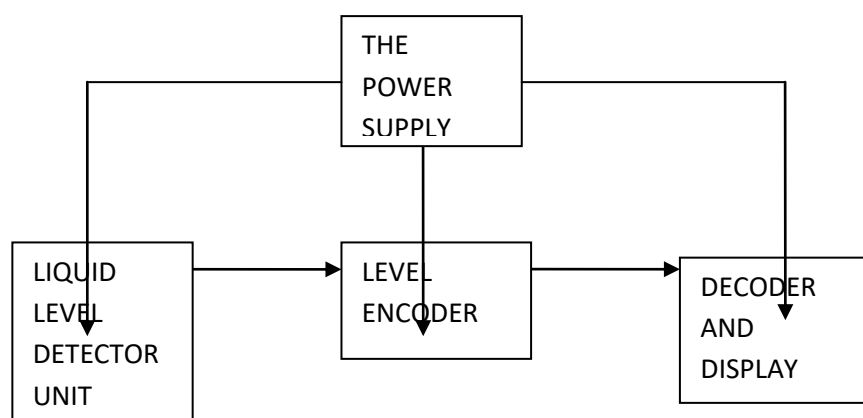 THE
POWER
SUPPLY
LIQUID
LEVEL
DETECTOR
UNIT
LEVEL
ENCODER
DECODER
AND
DISPLAY